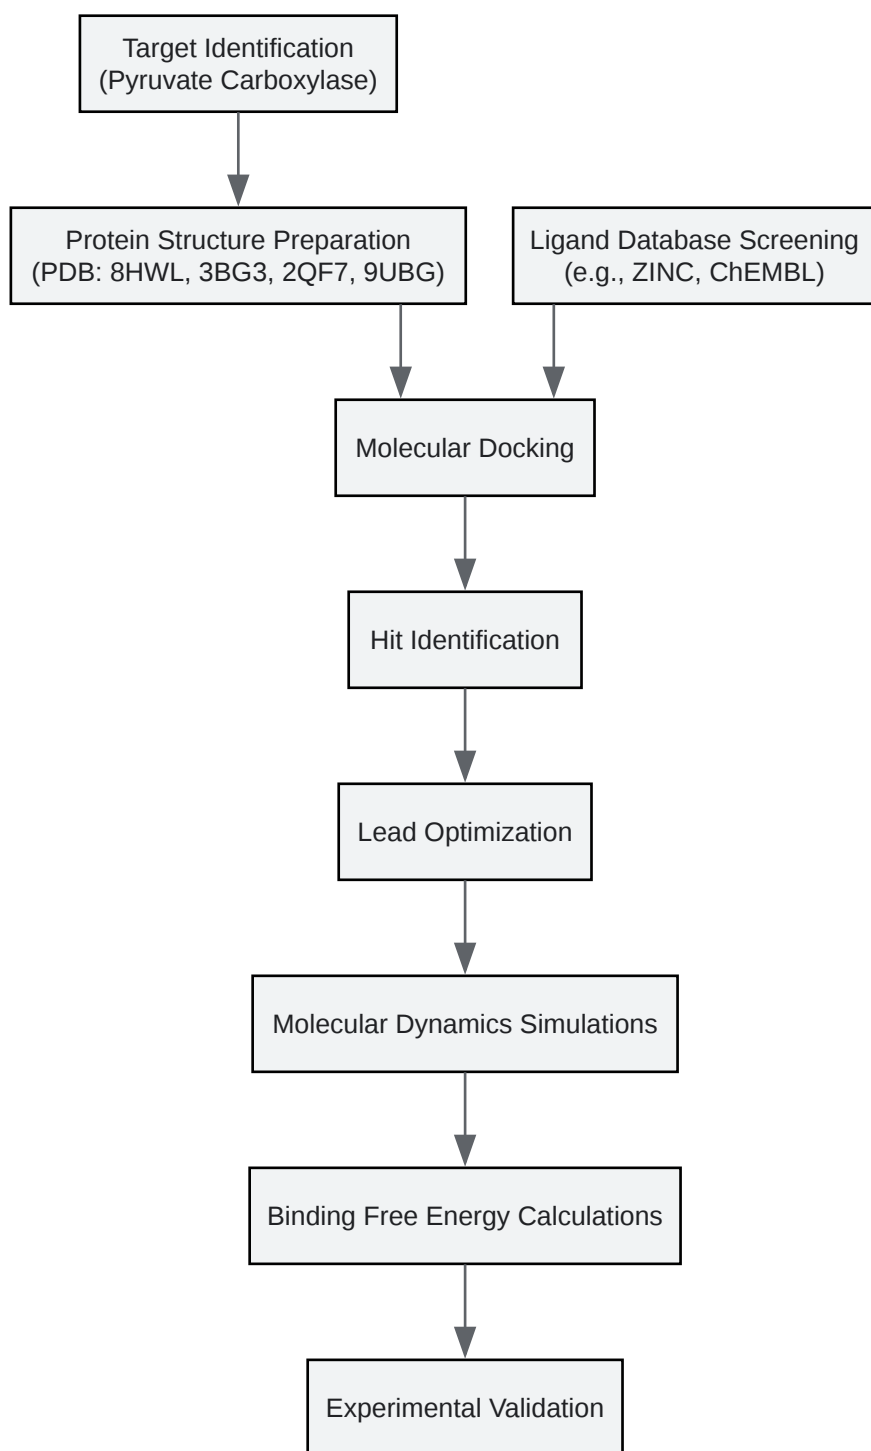 Target Identification
(Pyruvate Carboxylase)
Protein Structure Preparation
(PDB: 8HWL, 3BG3, 2QF7, 9UBG)
Ligand Database Screening
(e.g., ZINC, ChEMBL)
Molecular Docking
Hit Identification
Lead Optimization
Molecular Dynamics Simulations
Binding Free Energy Calculations
Experimental Validation